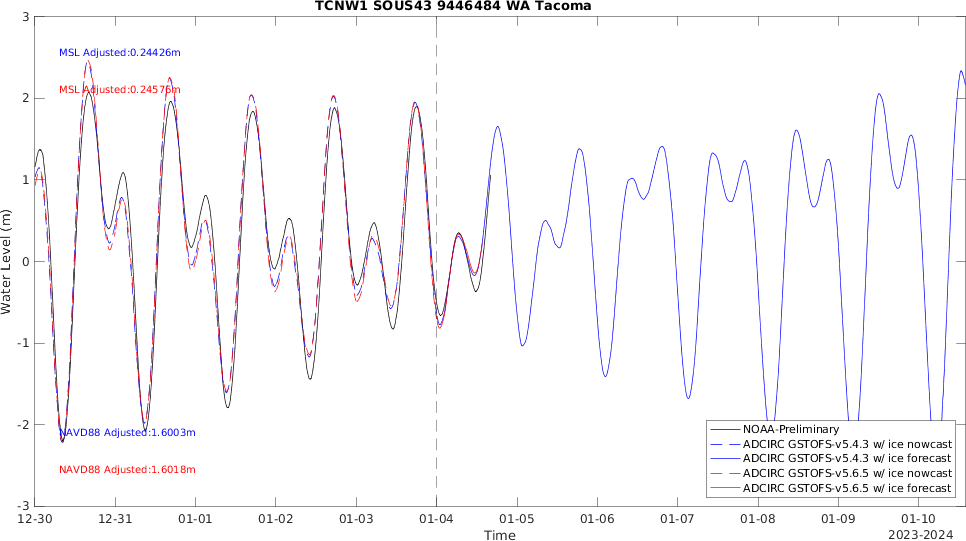 TCNW1 SOUS43 9446484 WA Tacoma
MSL Adjusted:0.24426m
MSL Adjusted:0.24576m
NAVD88 Adjusted:1.6003m
NAVD88 Adjusted:1.6018m
Water Level (m)
3
2
1
0
-1
-2
-3
NOAA-Preliminary
ADCIRC GSTOFS-v5.4.3 w/ ice nowcast
ADCIRC GSTOFS-v5.4.3 w/ ice forecast
ADCIRC GSTOFS-v5.6.5 w/ ice nowcast
ADCIRC GSTOFS-v5.6.5 w/ ice forecast
12-30 12-31 01-01 01-02 01-03 01-04 01-05 01-06 01-07 01-08 01-09 01-10
Time
2023-2024